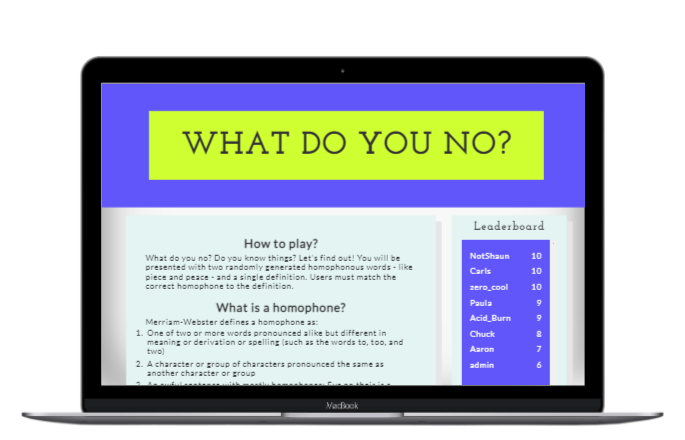 WHAT DO YOU NO?
How to play?
What do you no? Do you know things? Let's find out! You will be
presented with two randomly generated homophonous words - like
piece and peace - and a single definition. Users must match the
correct homophone to the definition.
What is a homophone?
Merriam-Webster defines a homophone as:
1. One of two or more words pronounced alike but different in
meaning or derivation or spelling (such as the words to, too, and
two)
2. A character or group of characters pronounced the same as
another character or group
Leaderboard
NotShaun 10
Carls 10
zero_cool 10
Paula 9
Acid_Burn 9
Chuck 8
Aaron 7
admin 6
MacBook